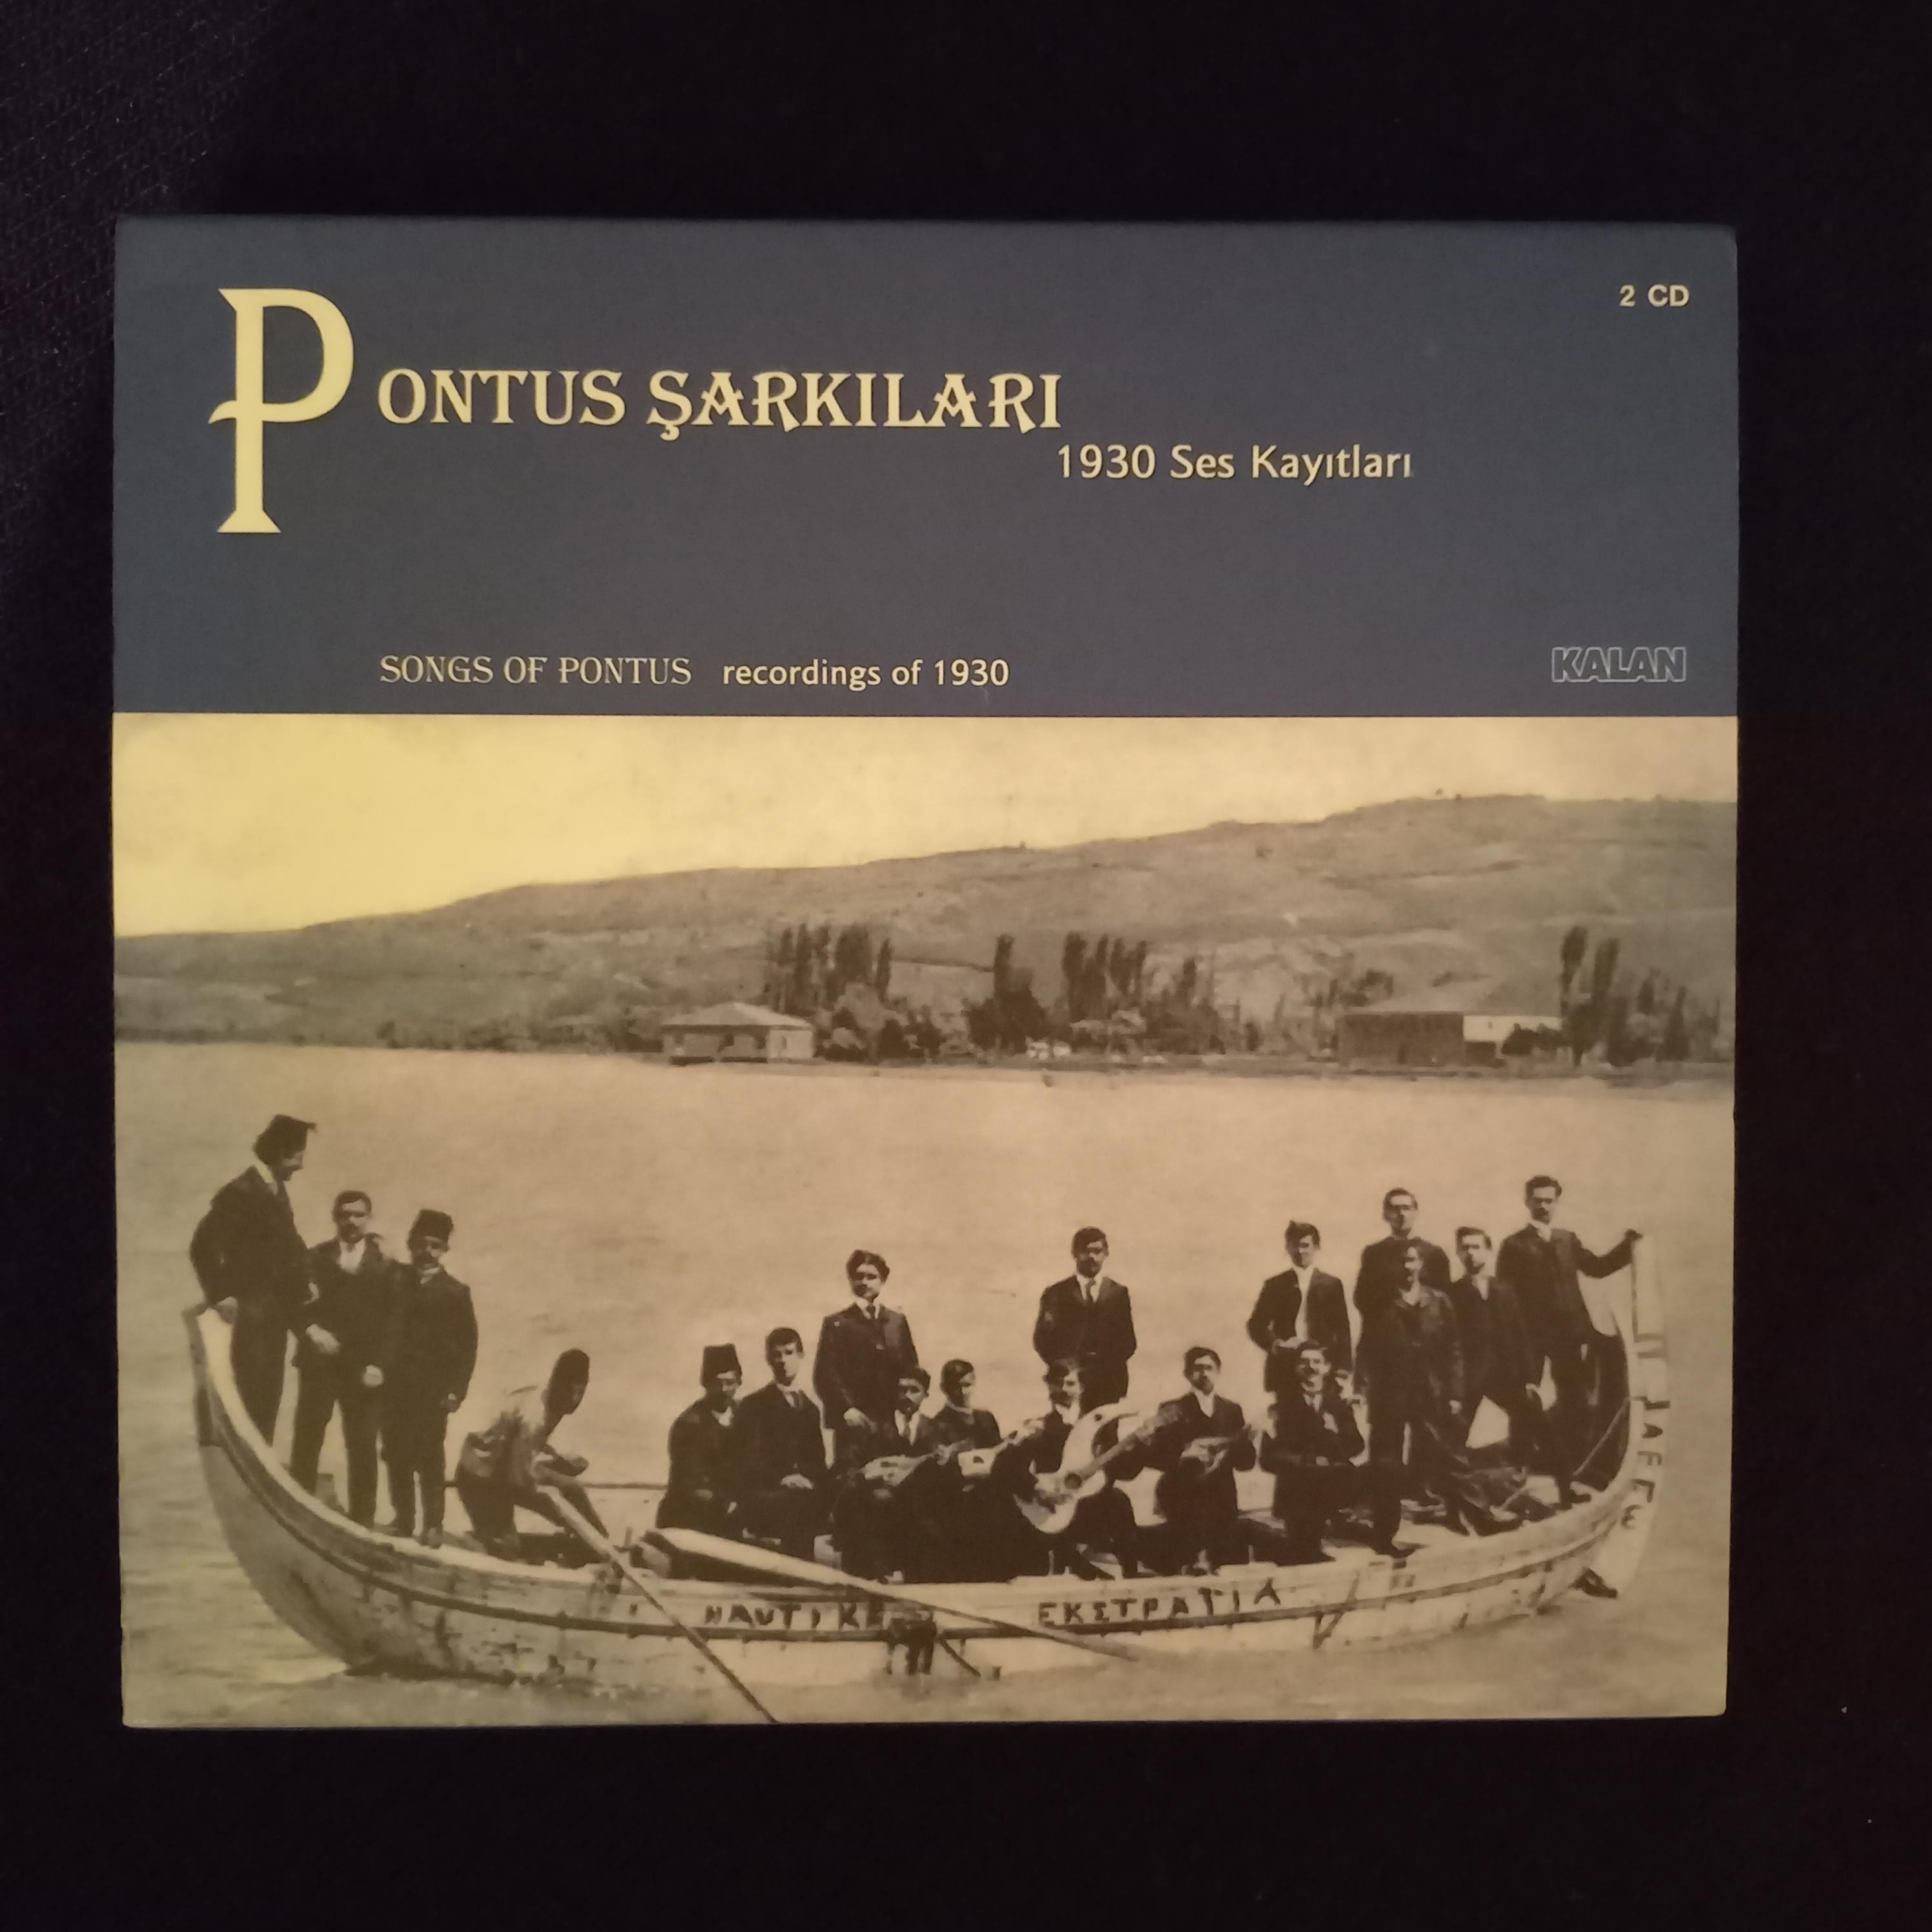 2 CD
PONTUS ŞARKILARI
1930 Ses Kayıtları
SONGS OF PONTUS recordings of 1930
KALAN
ΕΚΣΤΡΑΤΙΑ